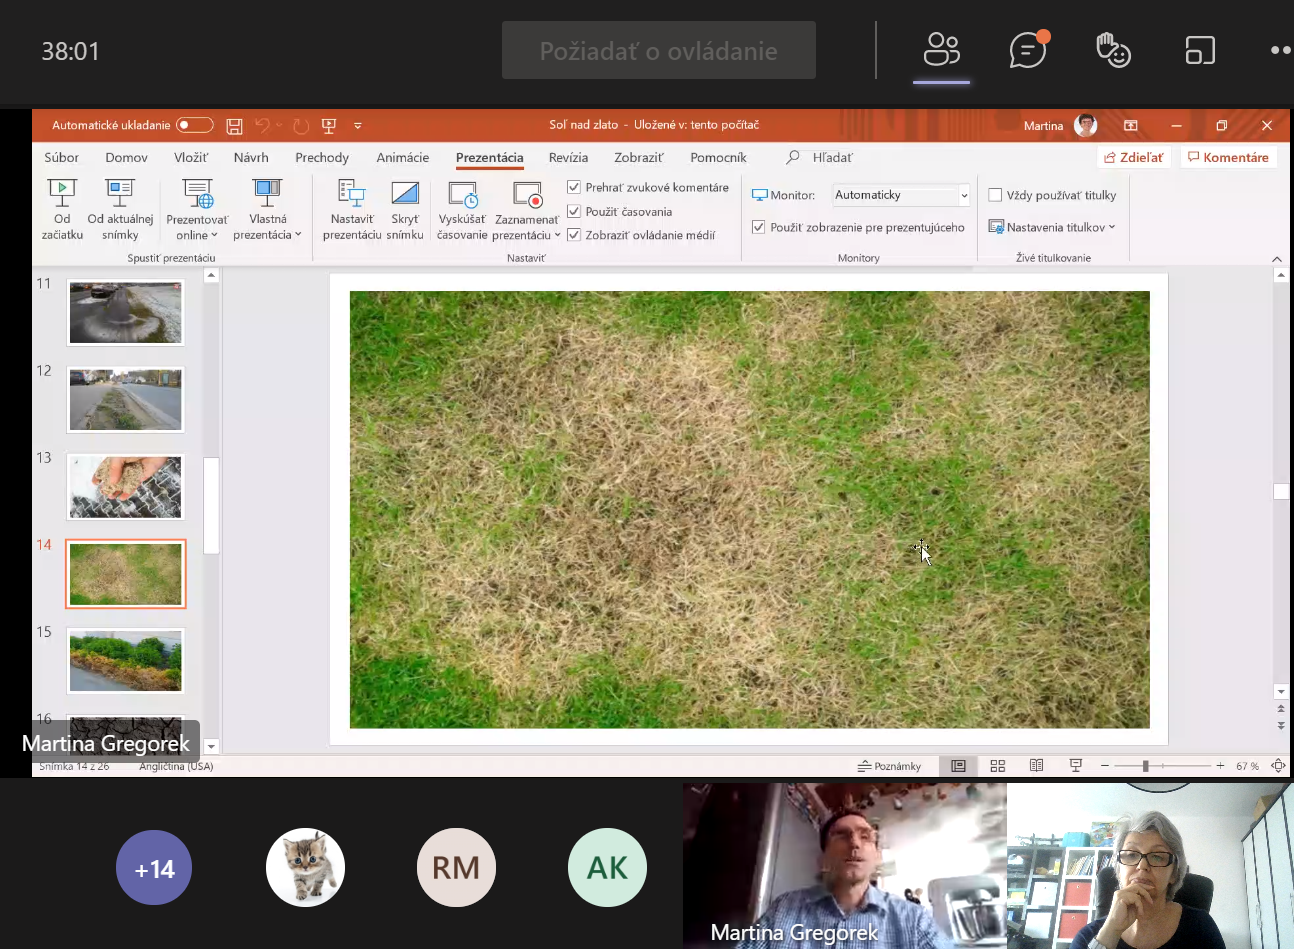 38:01
Požiadať o ovládanie
Automatické ukladanie
Soľ nad zlato - Uložené v: tento počítač
Martina
Súbor Domov Vložiť Návrh Prechody Animácie Prezentácia Revízia Zobraziť Pomocník Hľadať
Zdieľať Komentáre
Od začiatku
Od aktuálnej snímky
Prezentovať online
Vlastná prezentácia
Nastaviť prezentáciu
Skryť snímku
Vyskúšať časovanie
Zaznamenať prezentáciu
Prehrať zvukové komentáre
Použiť časovania
Zobraziť ovládanie médií
Monitor: Automaticky
Použiť zobrazenie pre prezentujúceho
Vždy používať titulky
Nastavenia titulkov
Spustiť prezentáciu
Nastaviť
Monitory
Živé titulkovanie
11
12
13
14
15
16
Martina Gregorek
Snímka 14 z 26 Angličtina (USA)
Poznámky
67 %
+14
RM
AK
Martina Gregorek